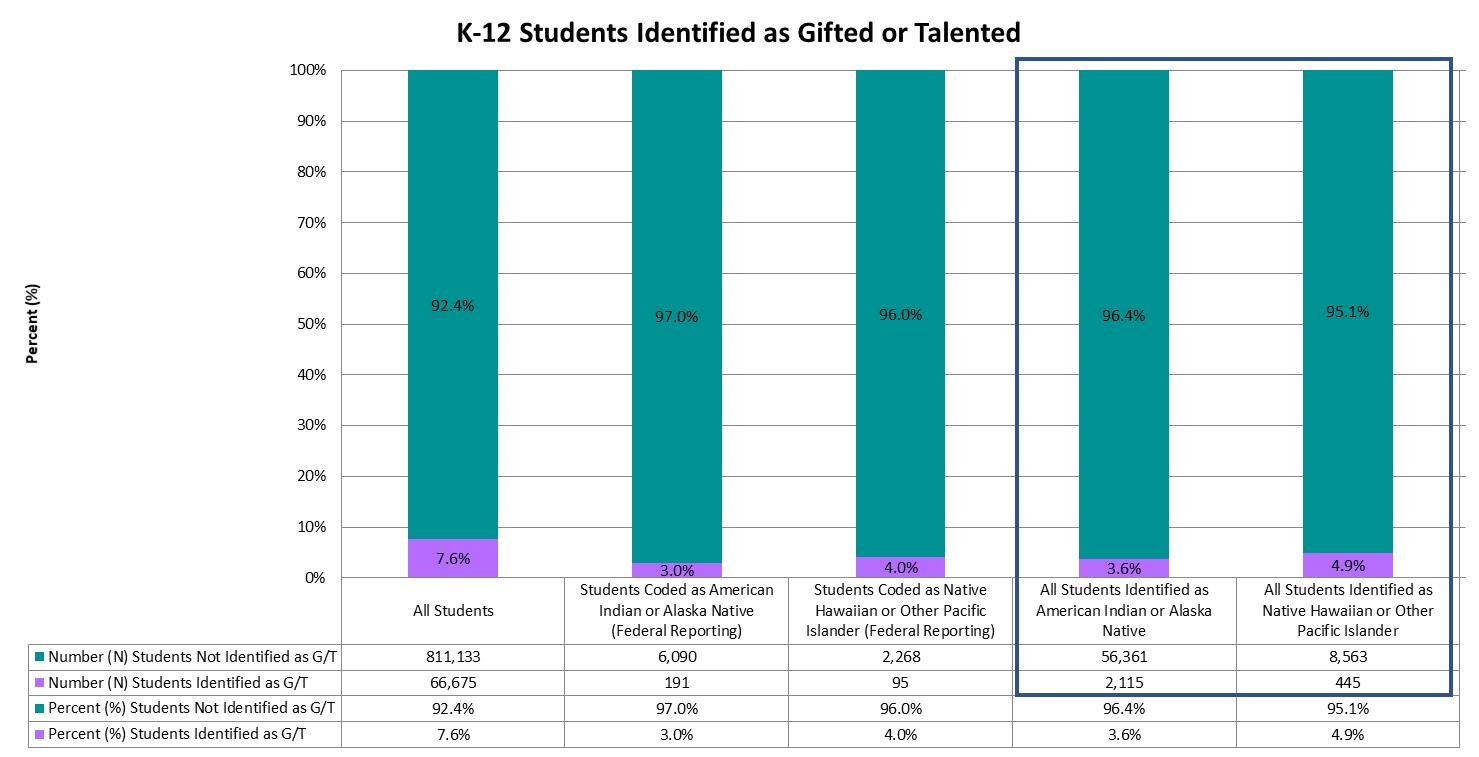 K-12 Students Identified as Gifted or Talented
Percent (%)
100%
90%
80%
70%
60%
50%
40%
30%
20%
10%
0%
92.4%
97.0%
96.0%
96.4%
95.1%
7.6%
3.0%
4.0%
3.6%
4.9%
All Students
Students Coded as American
Indian or Alaska Native
(Federal Reporting)
Students Coded as Native
Hawaiian or Other Pacific
Islander (Federal Reporting)
All Students Identified as
American Indian or Alaska
Native
All Students Identified as
Native Hawaiian or Other
Pacific Islander
Number (N) Students Not Identified as G/T 811,133 6,090 2,268 56,361 8,563
Number (N) Students Identified as G/T 66,675 191 95 2,115 445
Percent (%) Students Not Identified as G/T 92.4% 97.0% 96.0% 96.4% 95.1%
Percent (%) Students Identified as G/T 7.6% 3.0% 4.0% 3.6% 4.9%